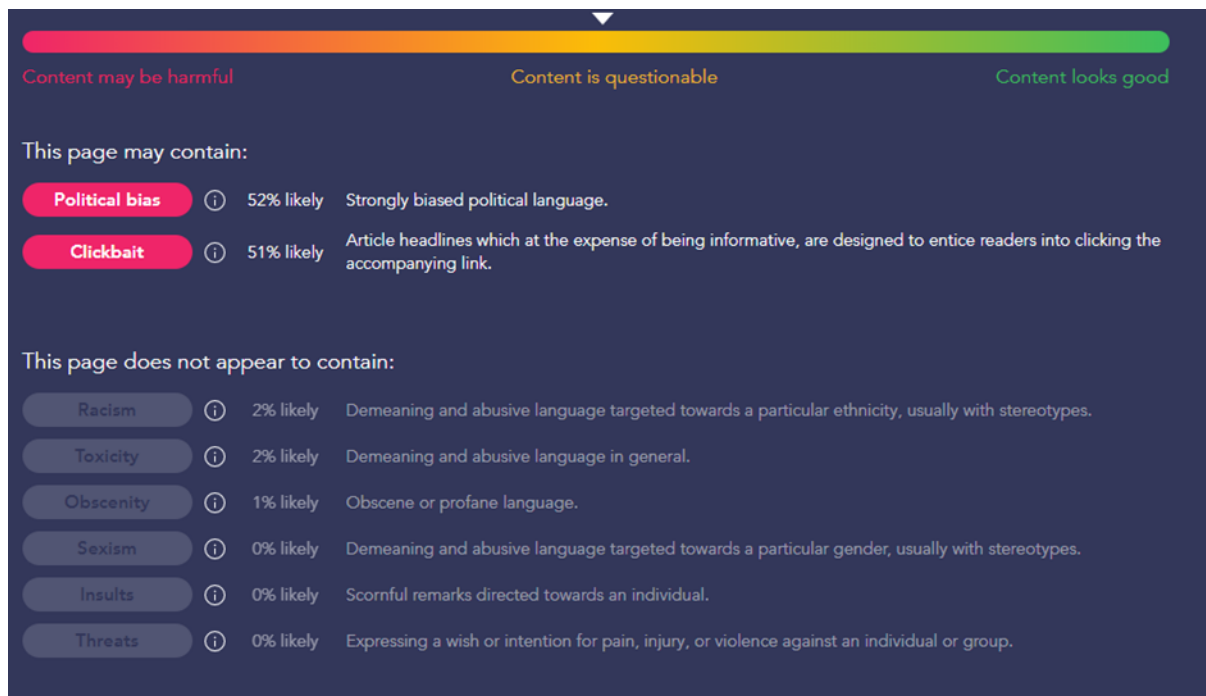 Content may be harmful Content is questionable Content looks good
This page may contain:
Political bias 52% likely Strongly biased political language.
Clickbait 51% likely Article headlines which at the expense of being informative, are designed to entice readers into clicking the
accompanying link.
This page does not appear to contain:
Racism 2% likely Demeaning and abusive language targeted towards a particular ethnicity, usually with stereotypes.
Toxicity 2% likely Demeaning and abusive language in general.
Obscenity 1% likely Obscene or profane language.
Sexism 0% likely Demeaning and abusive language targeted towards a particular gender, usually with stereotypes.
Insults 0% likely Scornful remarks directed towards an individual.
Threats 0% likely Expressing a wish or intention for pain, injury, or violence against an individual or group.